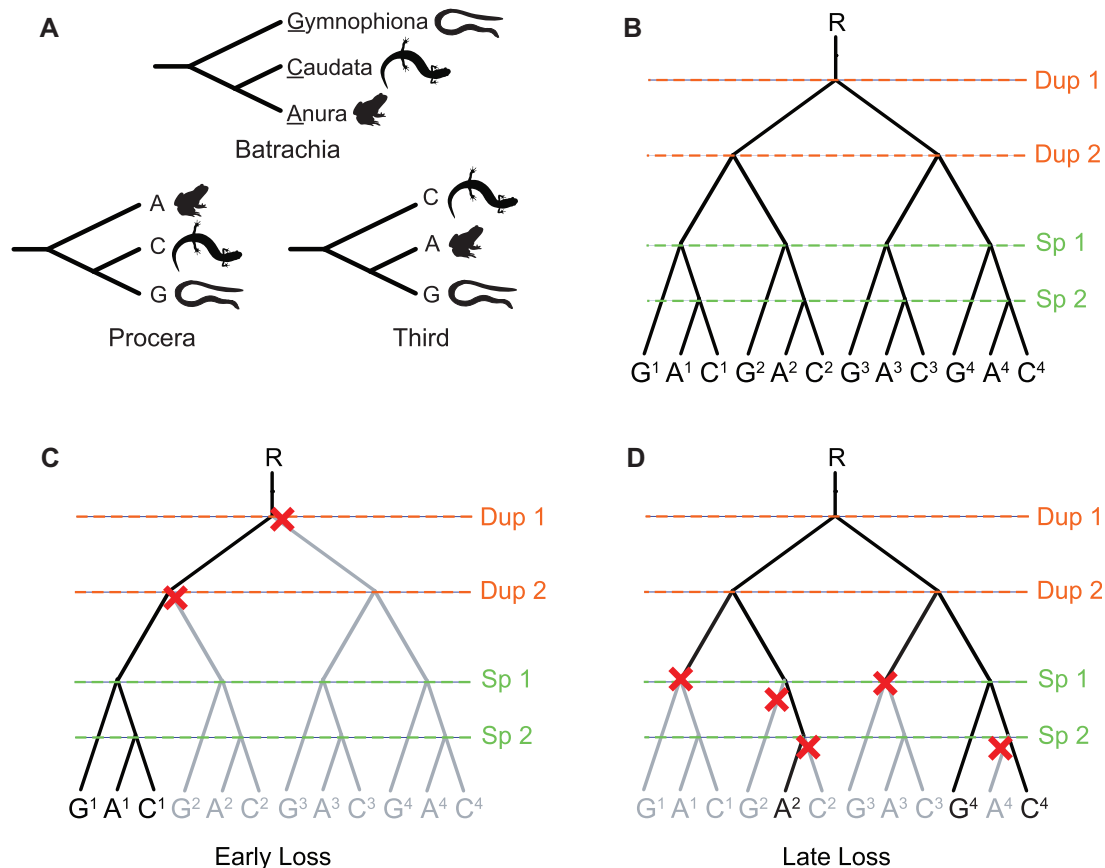 A
Gymnophiona
Caudata
Anura
Batrachia
A
C
G
Procera
C
A
G
Third
B
R
Dup 1
Dup 2
Sp 1
Sp 2
G¹ A¹ C¹ G² A² C² G³ A³ C³ G⁴ A⁴ C⁴
C
R
Dup 1
Dup 2
Sp 1
Sp 2
G¹ A¹ C¹ G² A² C² G³ A³ C³ G⁴ A⁴ C⁴
Early Loss
D
R
Dup 1
Dup 2
Sp 1
Sp 2
G¹ A¹ C¹ G² A² C² G³ A³ C³ G⁴ A⁴ C⁴
Late Loss